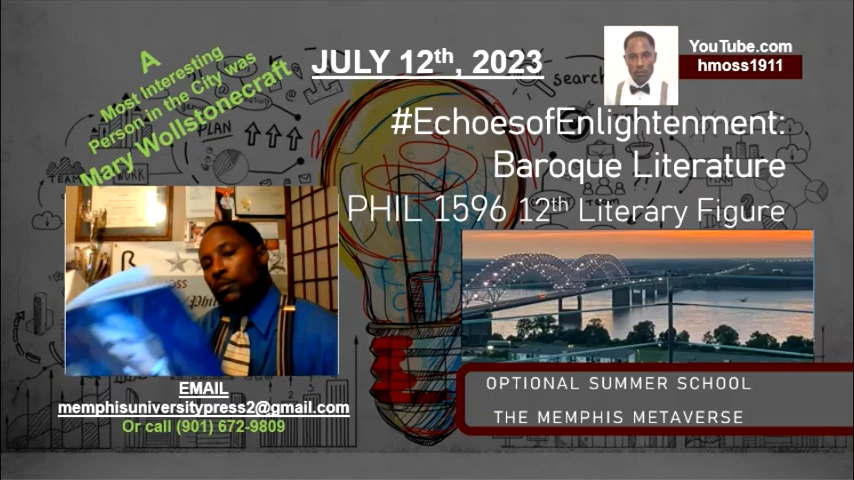 A
Most Interesting
Person in the City was
Mary Wollstonecraft
JULY 12th, 2023
YouTube.com
hmoss1911
search
PLAN
#EchoesofEnlightenment:
Baroque Literature
PHIL 1596 12th Literary Figure
EMAIL
memphisuniversitypress2@gmail.com
Or call (901) 672-9809
OPTIONAL SUMMER SCHOOL
THE MEMPHIS METAVERSE